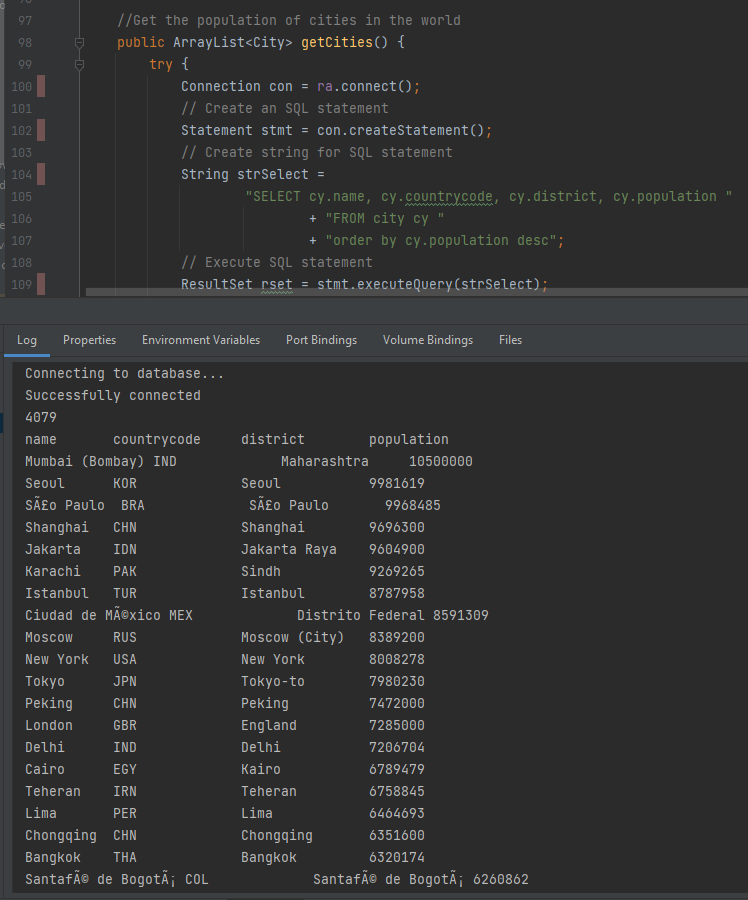 97 //Get the population of cities in the world
98 public ArrayList<City> getCities() {
99 try {
100 Connection con = ra.connect();
101 // Create an SQL statement
102 Statement stmt = con.createStatement();
103 // Create string for SQL statement
104 String strSelect =
105 "SELECT cy.name, cy.countrycode, cy.district, cy.population "
106 + "FROM city cy "
107 + "order by cy.population desc";
108 // Execute SQL statement
109 ResultSet rset = stmt.executeQuery(strSelect);
Log Properties Environment Variables Port Bindings Volume Bindings Files
Connecting to database...
Successfully connected
4079
name countrycode district population
Mumbai (Bombay) IND Maharashtra 10500000
Seoul KOR Seoul 9981619
SÃ£o Paulo BRA SÃ£o Paulo 9968485
Shanghai CHN Shanghai 9696300
Jakarta IDN Jakarta Raya 9604900
Karachi PAK Sindh 9269265
Istanbul TUR Istanbul 8787958
Ciudad de MÃ©xico MEX Distrito Federal 8591309
Moscow RUS Moscow (City) 8389200
New York USA New York 8008278
Tokyo JPN Tokyo-to 7980230
Peking CHN Peking 7472000
London GBR England 7285000
Delhi IND Delhi 7206704
Cairo EGY Kairo 6789479
Teheran IRN Teheran 6758845
Lima PER Lima 6464693
Chongqing CHN Chongqing 6351600
Bangkok THA Bangkok 6320174
SantafÃ© de BogotÃ¡ COL SantafÃ© de BogotÃ¡ 6260862